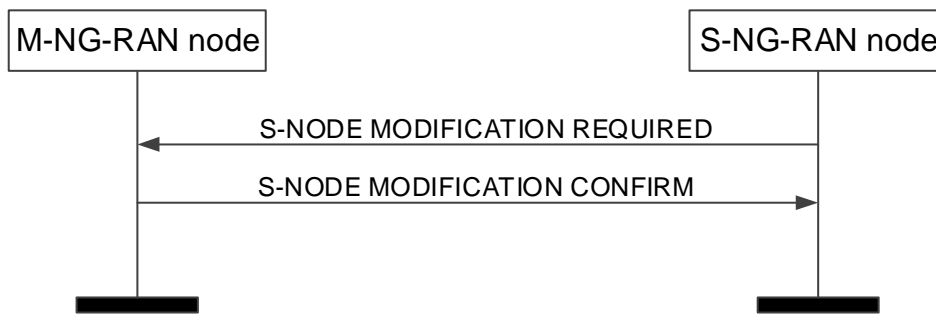 M-NG-RAN node
S-NG-RAN node
S-NODE MODIFICATION REQUIRED
S-NODE MODIFICATION CONFIRM